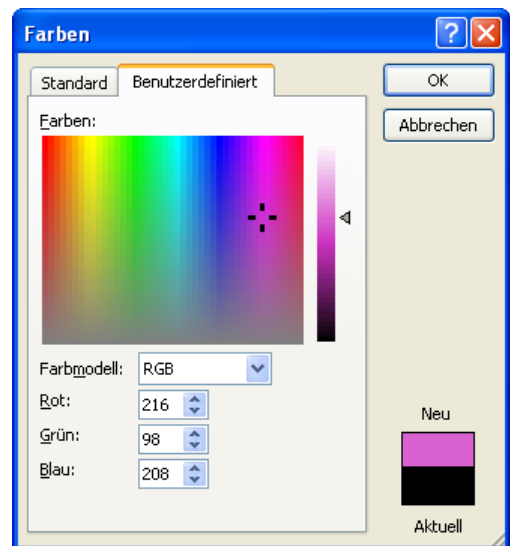 Farben
Standard
Benutzerdefiniert
OK
Abbrechen
Farben:
Farbmodell: RGB
Rot: 216
Grün: 98
Blau: 208
Neu
Aktuell